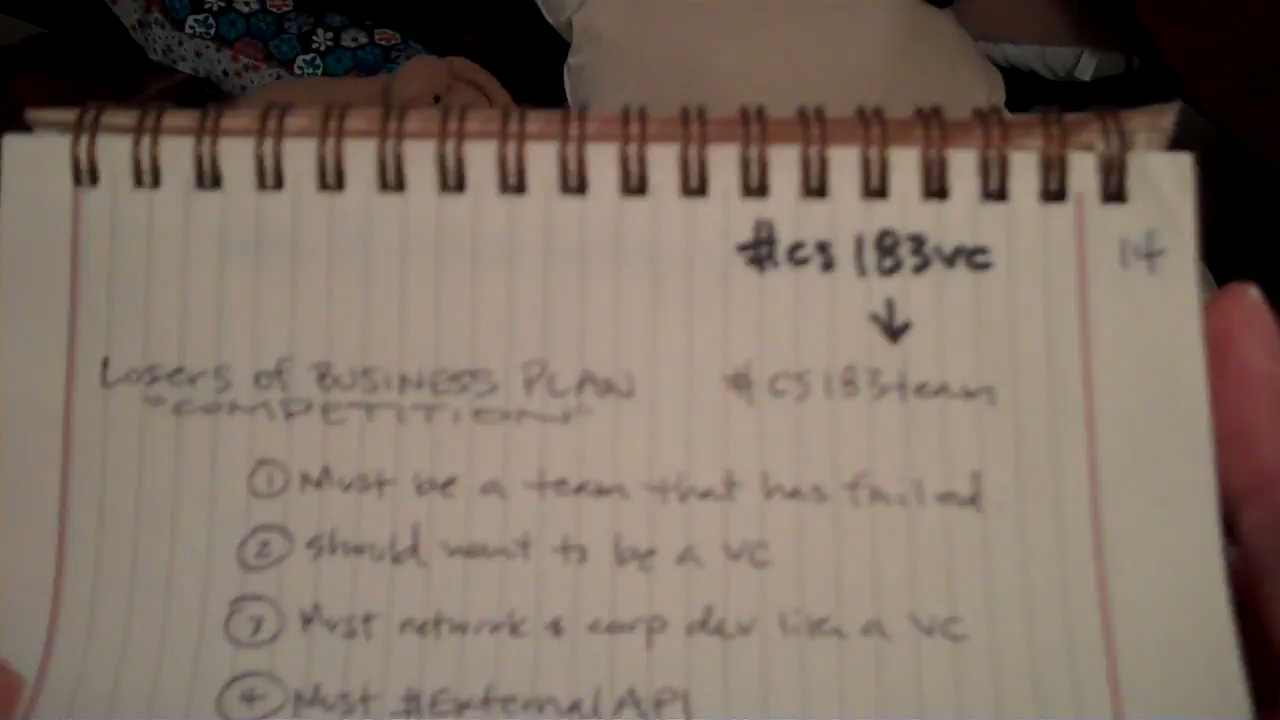 #cs183vc
14
↓
Losers of BUSINESS PLAN
"COMPETITION"
#cs183team
① Must be a team that has failed
② should want to be a VC
③ Must network & corp dev like a VC
④ Must #ExternalAPI